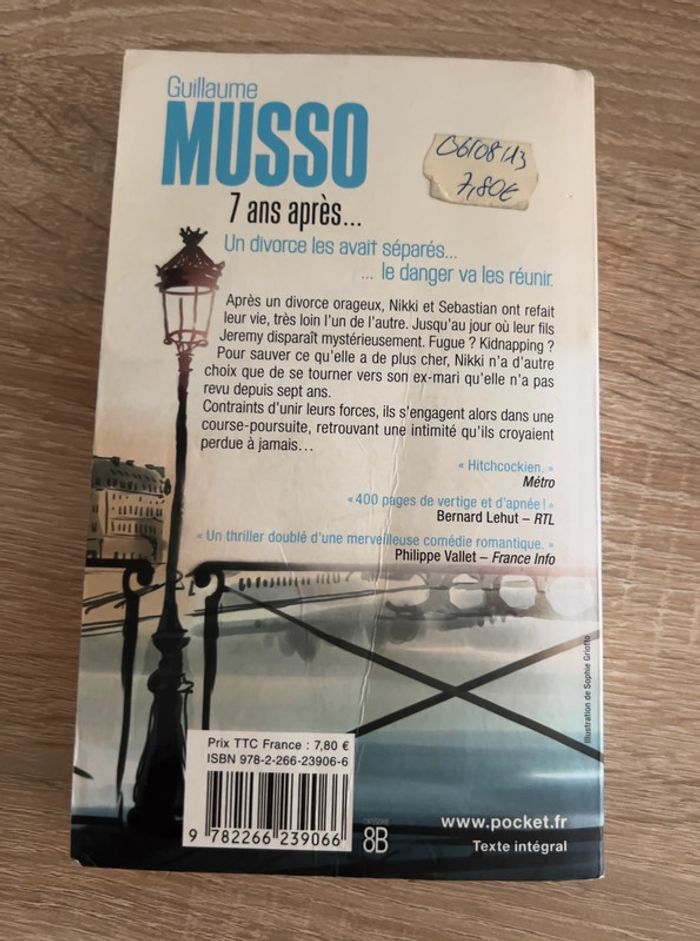 Guillaume
MUSSO
06/08/13
7,80€
7 ans après...
Un divorce les avait séparés...
... le danger va les réunir.
Après un divorce orageux, Nikki et Sebastian ont refait
leur vie, très loin l'un de l'autre. Jusqu'au jour où leur fils
Jeremy disparaît mystérieusement. Fugue ? Kidnapping ?
Pour sauver ce qu'elle a de plus cher, Nikki n'a d'autre
choix que de se tourner vers son ex-mari qu'elle n'a pas
revu depuis sept ans.
Contraints d'unir leurs forces, ils s'engagent alors dans une
course-poursuite, retrouvant une intimité qu'ils croyaient
perdue à jamais...
« Hitchcockien. »
Métro
« 400 pages de vertige et d'apnée ! »
Bernard Lehut – RTL
« Un thriller doublé d'une merveilleuse comédie romantique. »
Philippe Vallet – France Info
Illustration de Sophie Griotto
Prix TTC France : 7,80 €
ISBN 978-2-266-23906-6
9 782266 239066
CATÉGORIE
8B
www.pocket.fr
Texte intégral